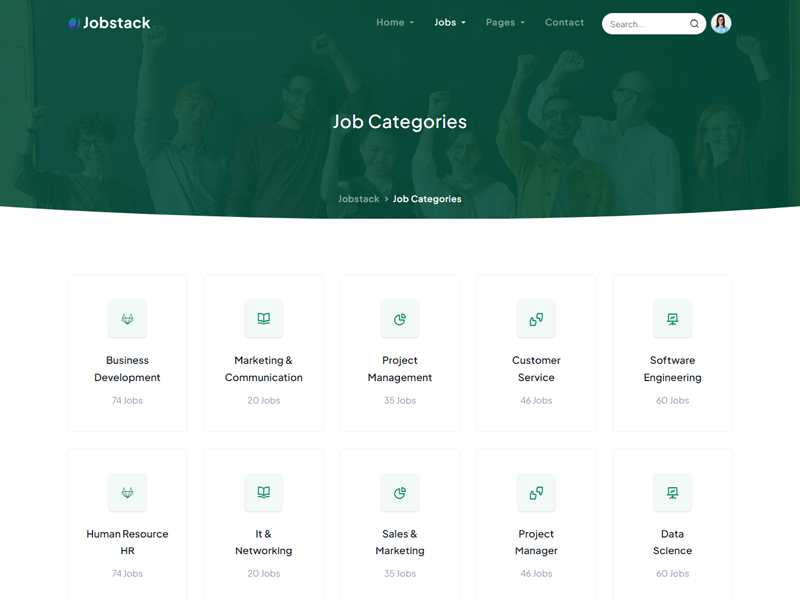 Jobstack
Home
Jobs
Pages
Contact
Search...
Job Categories
Jobstack > Job Categories
Business
Development
74 Jobs
Marketing &
Communication
20 Jobs
Project
Management
35 Jobs
Customer
Service
46 Jobs
Software
Engineering
60 Jobs
Human Resource
HR
74 Jobs
It &
Networking
20 Jobs
Sales &
Marketing
35 Jobs
Project
Manager
46 Jobs
Data
Science
60 Jobs